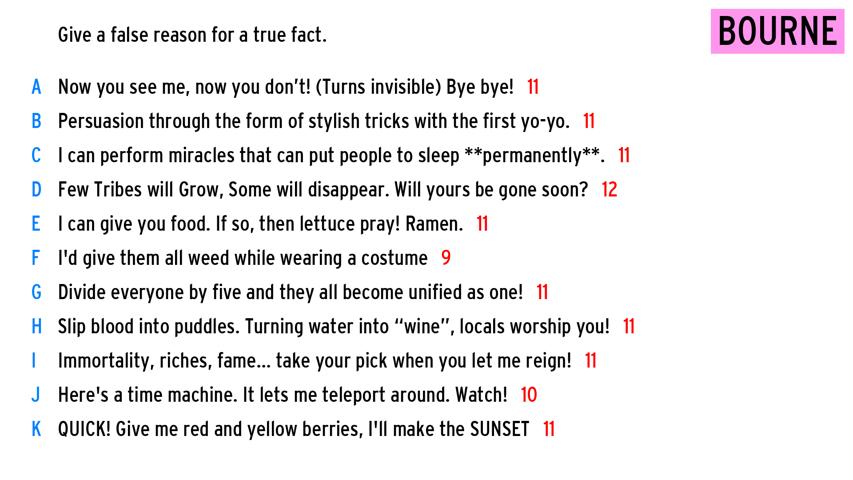 Give a false reason for a true fact.
BOURNE
A Now you see me, now you don't! (Turns invisible) Bye bye! 11
B Persuasion through the form of stylish tricks with the first yo-yo. 11
C I can perform miracles that can put people to sleep **permanently**. 11
D Few Tribes will Grow, Some will disappear. Will yours be gone soon? 12
E I can give you food. If so, then lettuce pray! Ramen. 11
F I'd give them all weed while wearing a costume 9
G Divide everyone by five and they all become unified as one! 11
H Slip blood into puddles. Turning water into “wine”, locals worship you! 11
I Immortality, riches, fame... take your pick when you let me reign! 11
J Here's a time machine. It lets me teleport around. Watch! 10
K QUICK! Give me red and yellow berries, I'll make the SUNSET 11